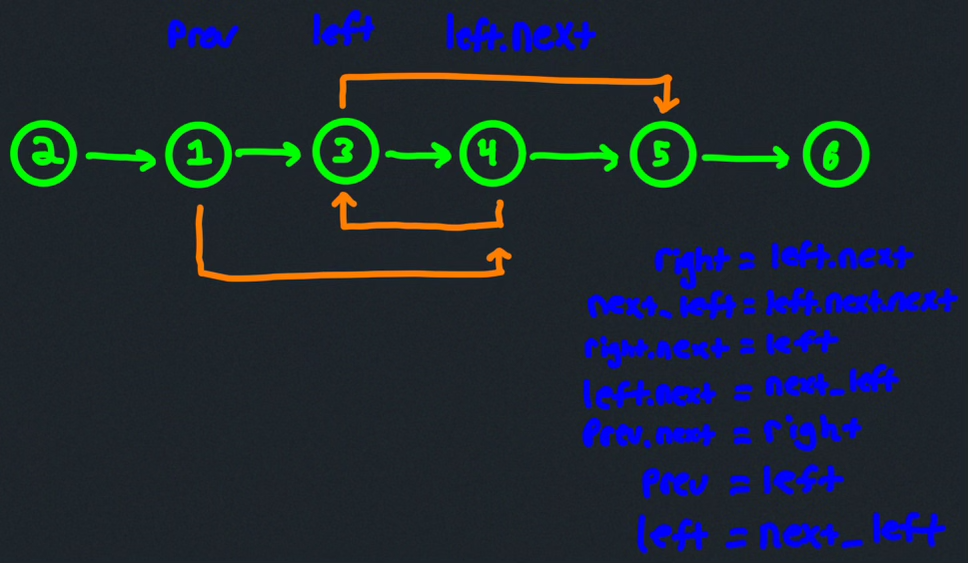 Prev left left.next
2 1 3 4 5 6
right = left.next
next_left = left.next.next
right.next = left
left.next = next_left
Prev.next = right
Prev = left
left = next_left